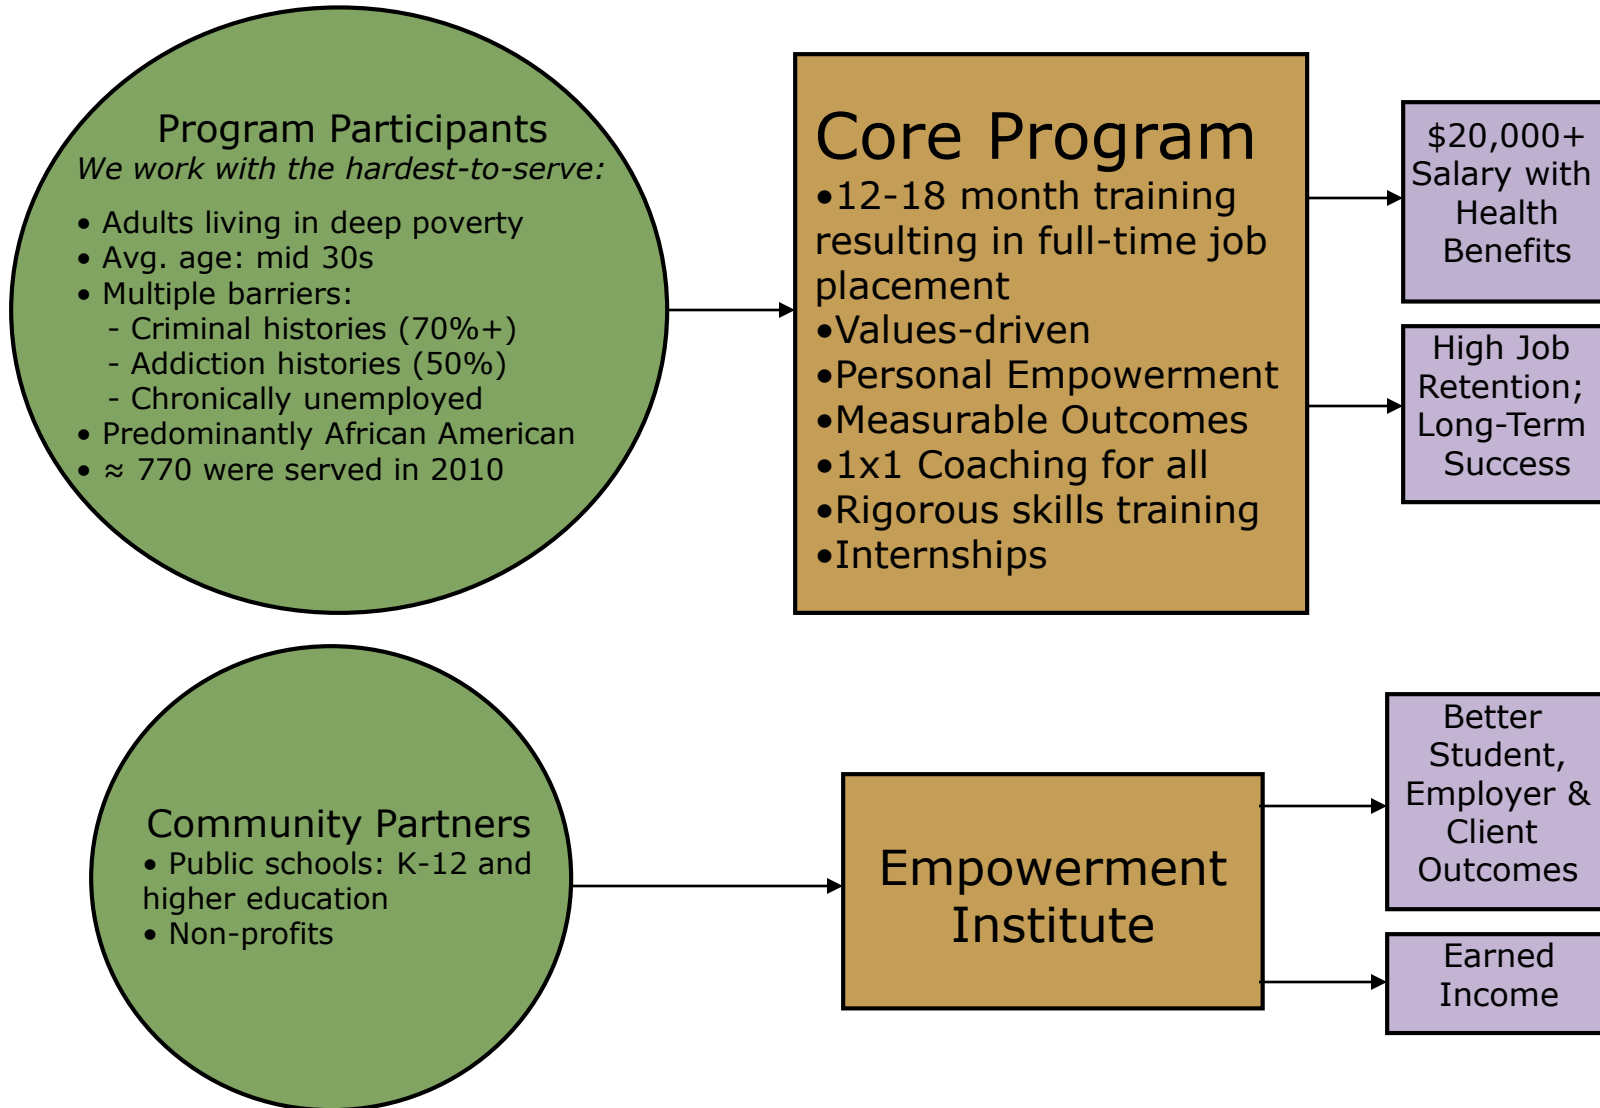 Program Participants
We work with the hardest-to-serve:
• Adults living in deep poverty
• Avg. age: mid 30s
• Multiple barriers:
- Criminal histories (70%+)
- Addiction histories (50%)
- Chronically unemployed
• Predominantly African American
• ≈ 770 were served in 2010
Core Program
•12-18 month training
resulting in full-time job
placement
•Values-driven
•Personal Empowerment
•Measurable Outcomes
•1x1 Coaching for all
•Rigorous skills training
•Internships
$20,000+
Salary with
Health
Benefits
High Job
Retention;
Long-Term
Success
Community Partners
• Public schools: K-12 and
higher education
• Non-profits
Empowerment
Institute
Better
Student,
Employer &
Client
Outcomes
Earned
Income